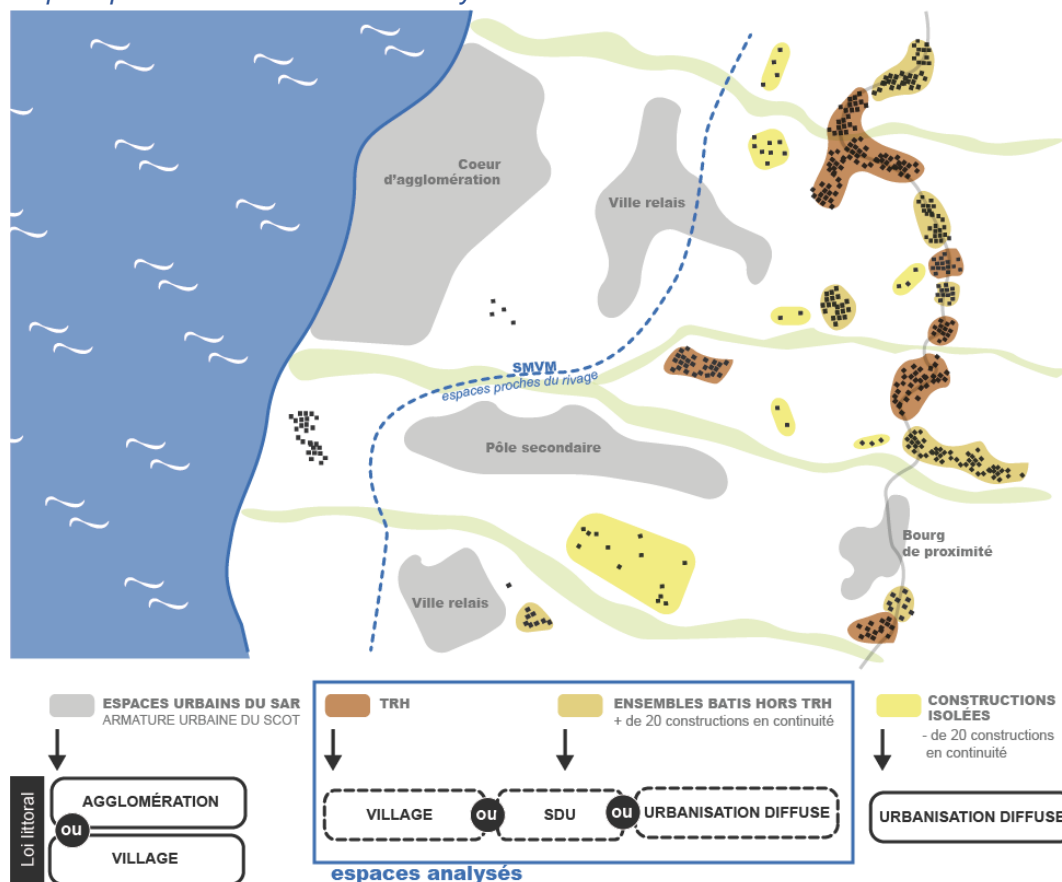 Coeur
d'agglomération
Ville relais
SMVM
espaces proches du rivage
Pôle secondaire
Bourg
de proximité
Ville relais
ESPACES URBAINS DU SAR
ARMATURE URBAINE DU SCOT
TRH
ENSEMBLES BATIS HORS TRH
+ de 20 constructions en continuité
CONSTRUCTIONS
ISOLÉES
- de 20 constructions
en continuité
Loi littoral
AGGLOMÉRATION
ou
VILLAGE
VILLAGE
ou
SDU
ou
URBANISATION DIFFUSE
URBANISATION DIFFUSE
espaces analysés